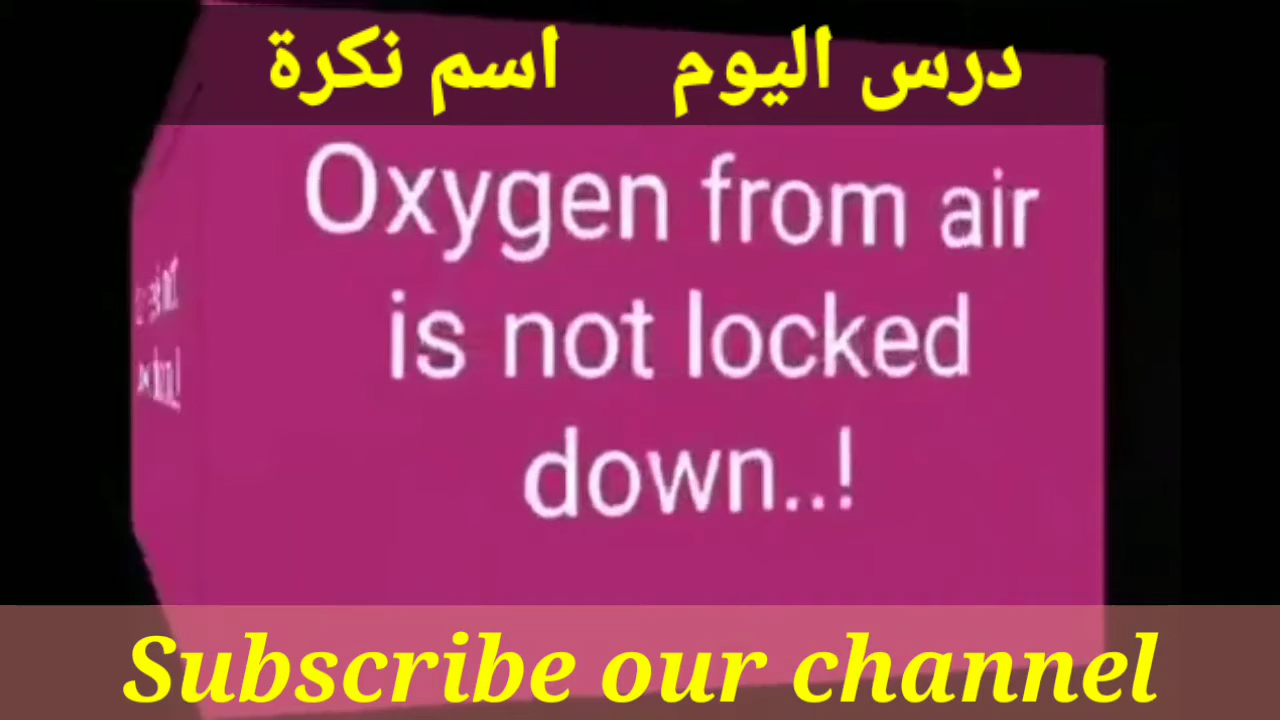 درس اليوم اسم نكرة
Oxygen from air
is not locked
down..!
Subscribe our channel